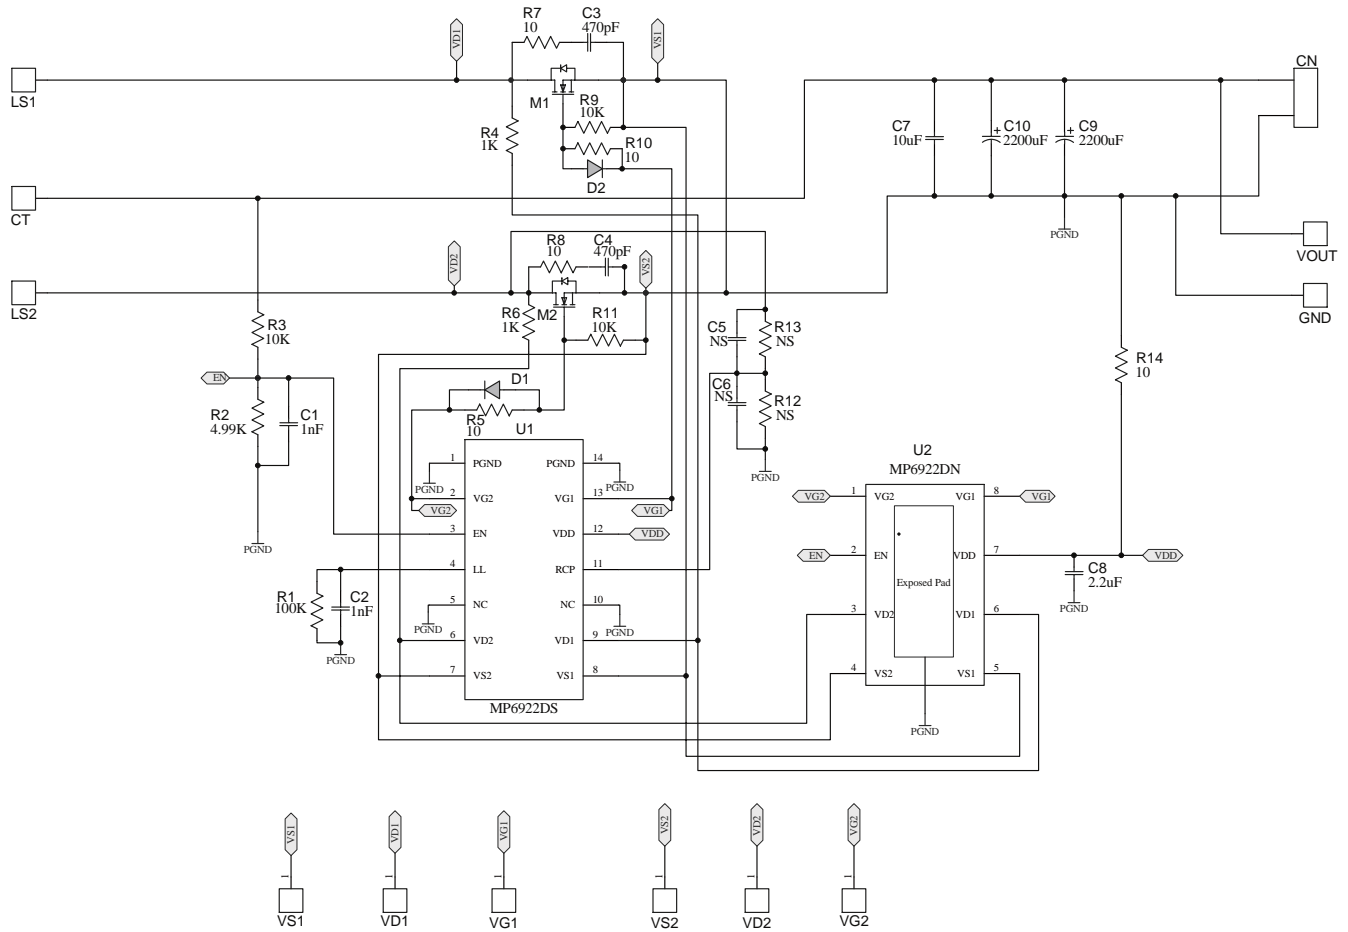 R7
10
C3
470pF
VD1
VS1
LS1
M1
R9
10K
R4
1K
R10
10
D2
CN
C7
10uF
+ C10
2200uF
+ C9
2200uF
CT
PGND
VOUT
GND
VD2
R8
10
C4
470pF
VS2
LS2
M2
R6
1K
R11
10K
R3
10K
C5
NS
R13
NS
C6
NS
R12
NS
PGND
R14
10
EN
R2
4.99K
C1
1nF
PGND
D1
R5
10
U1
1 PGND
PGND 14
PGND
PGND
2 VG2
VG1 13
VG2
VG1
3 EN
VDD 12
VDD
4 LL
RCP 11
5 NC
NC 10
PGND
PGND
6 VD2
VD1 9
7 VS2
VS1 8
MP6922DS
R1
100K
C2
1nF
PGND
U2
MP6922DN
VG2
1 VG2
VG1 8
VG1
EN
2 EN
VDD 7
VDD
Exposed Pad
C8
2.2uF
PGND
3 VD2
VD1 6
4 VS2
VS1 5
PGND
VS1
VD1
VG1
VS2
VD2
VG2
1
1
1
1
1
1
VS1
VD1
VG1
VS2
VD2
VG2